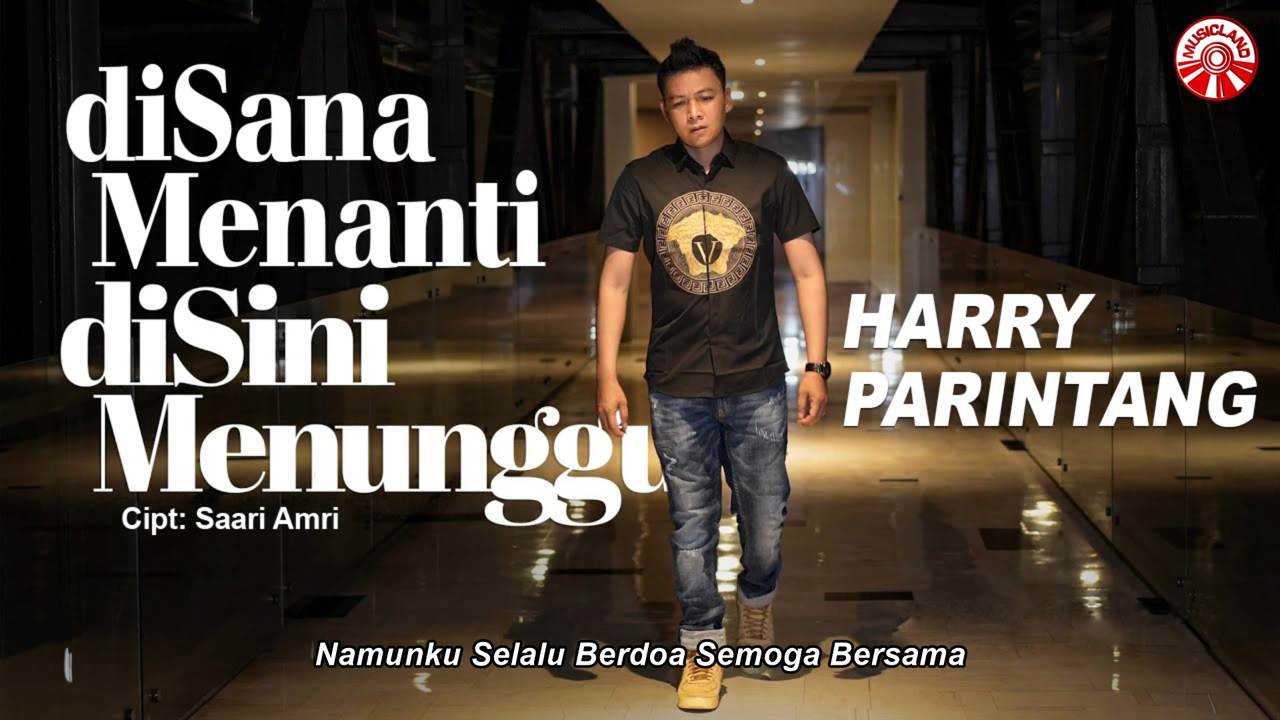 diSana
Menanti
diSini
Menunggu
Cipt: Saari Amri
MUSICLAND
V
HARRY
PARINTANG
Namunku Selalu Berdoa Semoga Bersama